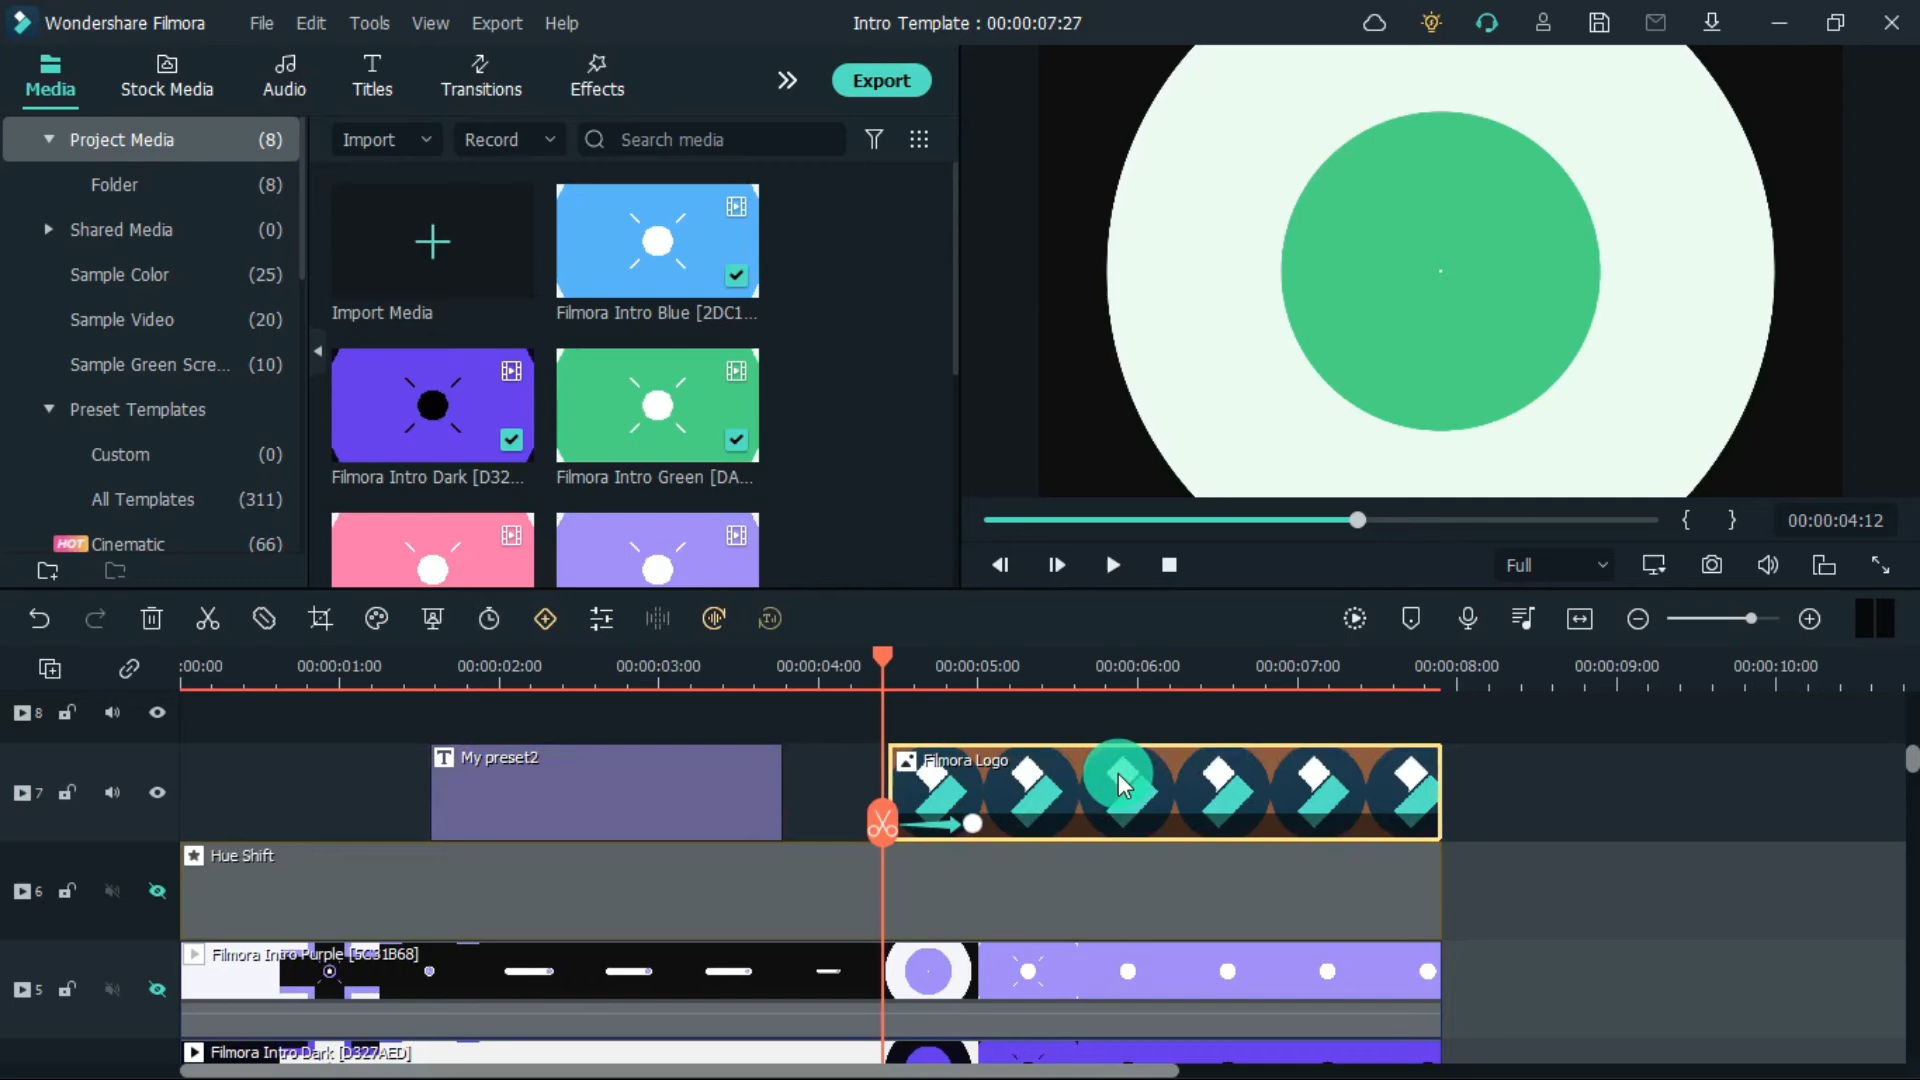 Wondershare Filmora File Edit Tools View Export Help Intro Template : 00:00:07:27
Media Stock Media Audio Titles Transitions Effects Export
Project Media (8)
Folder (8)
Shared Media (0)
Sample Color (25)
Sample Video (20)
Sample Green Scre... (10)
Preset Templates
Custom (0)
All Templates (311)
HOT Cinematic (66)
Import Record Search media
Import Media Filmora Intro Blue [2DC1...
Filmora Intro Dark [D32... Filmora Intro Green [DA...
{ } 00:00:04:12
Full
:00:00 00:00:01:00 00:00:02:00 00:00:03:00 00:00:04:00 00:00:05:00 00:00:06:00 00:00:07:00 00:00:08:00 00:00:09:00 00:00:10:00
8
7 My preset2 Filmora Logo
6 Hue Shift
5 Filmora Intro Purple [5C31B68]
Filmora Intro Dark [D327AED]